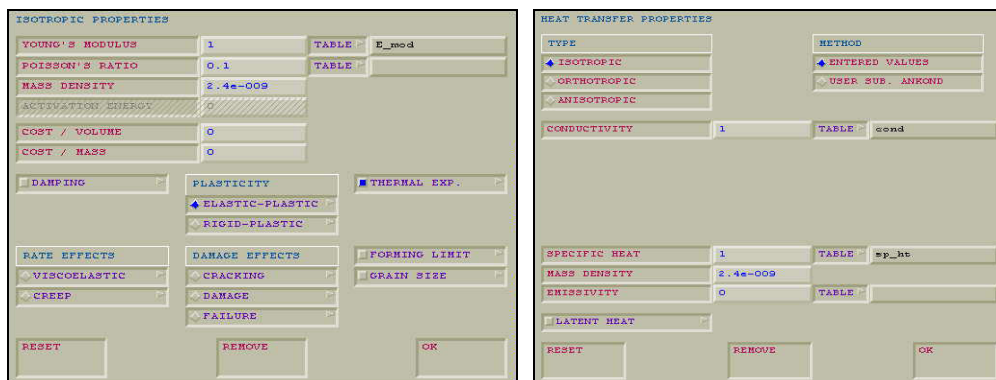 ISOTROPIC PROPERTIES
YOUNG'S MODULUS 1 TABLE E_mod
POISSON'S RATIO 0.1 TABLE
MASS DENSITY 2.4e-009
ACTIVATION ENERGY 0
COST / VOLUME 0
COST / MASS 0
DAMPING PLASTICITY THERMAL EXP.
ELASTIC-PLASTIC
RIGID-PLASTIC
RATE EFFECTS DAMAGE EFFECTS FORMING LIMIT
VISCOELASTIC CRACKING GRAIN SIZE
CREEP DAMAGE
FAILURE
RESET REMOVE OK
HEAT TRANSFER PROPERTIES
TYPE METHOD
ISOTROPIC ENTERED VALUES
ORTHOTROPIC USER SUB. ANKOND
ANISOTROPIC
CONDUCTIVITY 1 TABLE cond
SPECIFIC HEAT 1 TABLE sp_ht
MASS DENSITY 2.4e-009
EMISSIVITY 0 TABLE
LATENT HEAT
RESET REMOVE OK